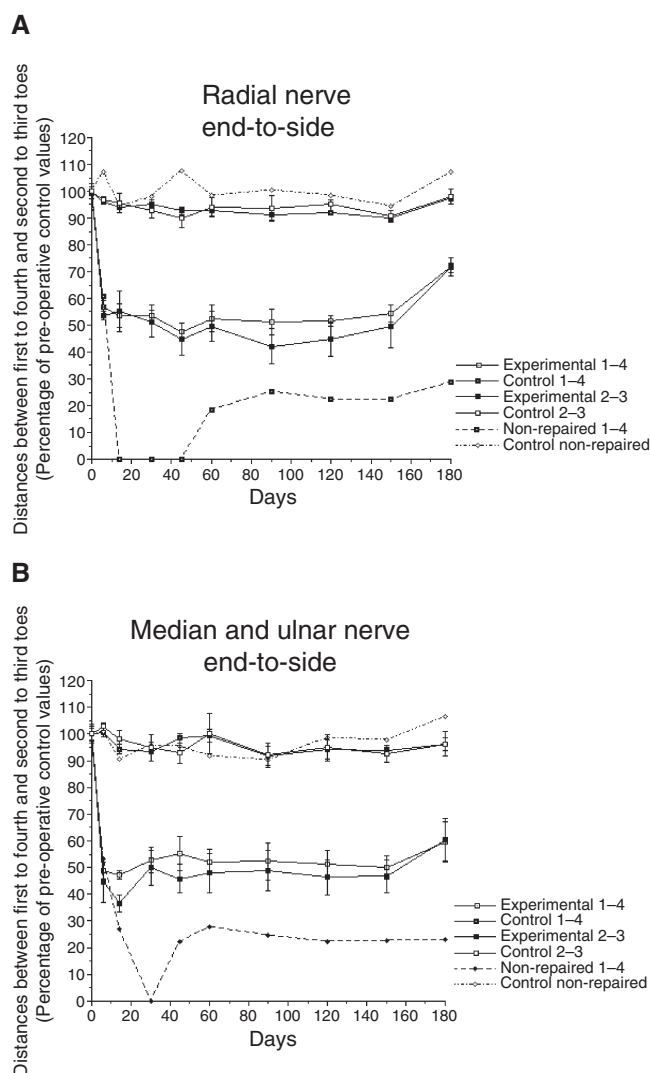 A
Radial nerve
end-to-side
Distances between first to fourth and second to third toes
(Percentage of pre-operative control values)
120
110
100
90
80
70
60
50
40
30
20
10
0
0 20 40 60 80 100 120 140 160 180
Days
Experimental 1–4
Control 1–4
Experimental 2–3
Control 2–3
Non-repaired 1–4
Control non-repaired
B
Median and ulnar nerve
end-to-side
Distances between first to fourth and second to third toes
(Percentage of pre-operative control values)
120
110
100
90
80
70
60
50
40
30
20
10
0
0 20 40 60 80 100 120 140 160 180
Days
Experimental 1–4
Control 1–4
Experimental 2–3
Control 2–3
Non-repaired 1–4
Control non-repaired